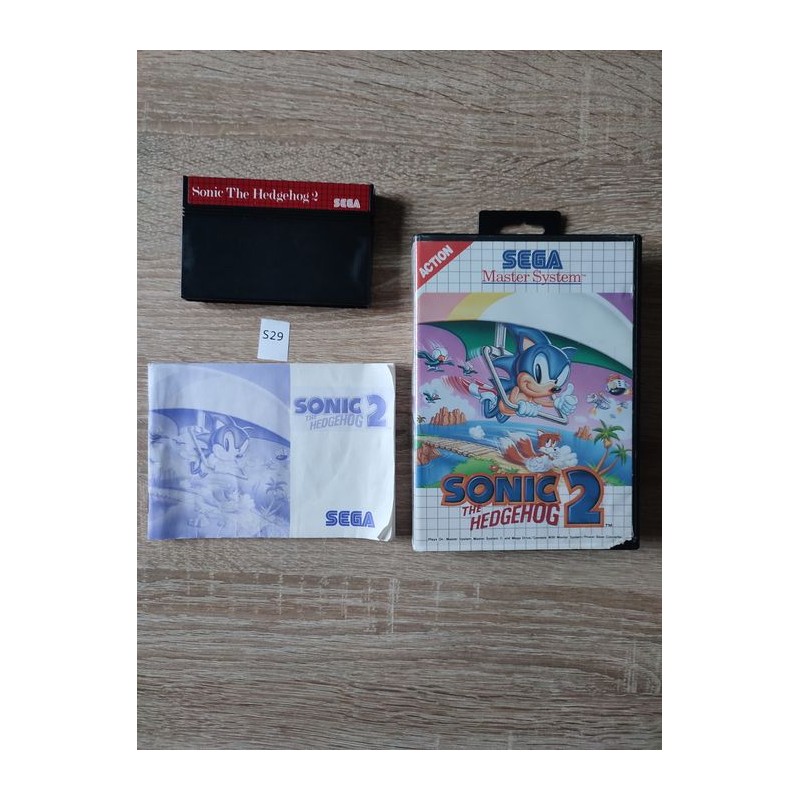 Sonic The Hedgehog 2
SEGA
S29
SONIC
THE
HEDGEHOG
2
SEGA
ACTION
SEGA
Master System
SONIC
THE
HEDGEHOG
2
TM